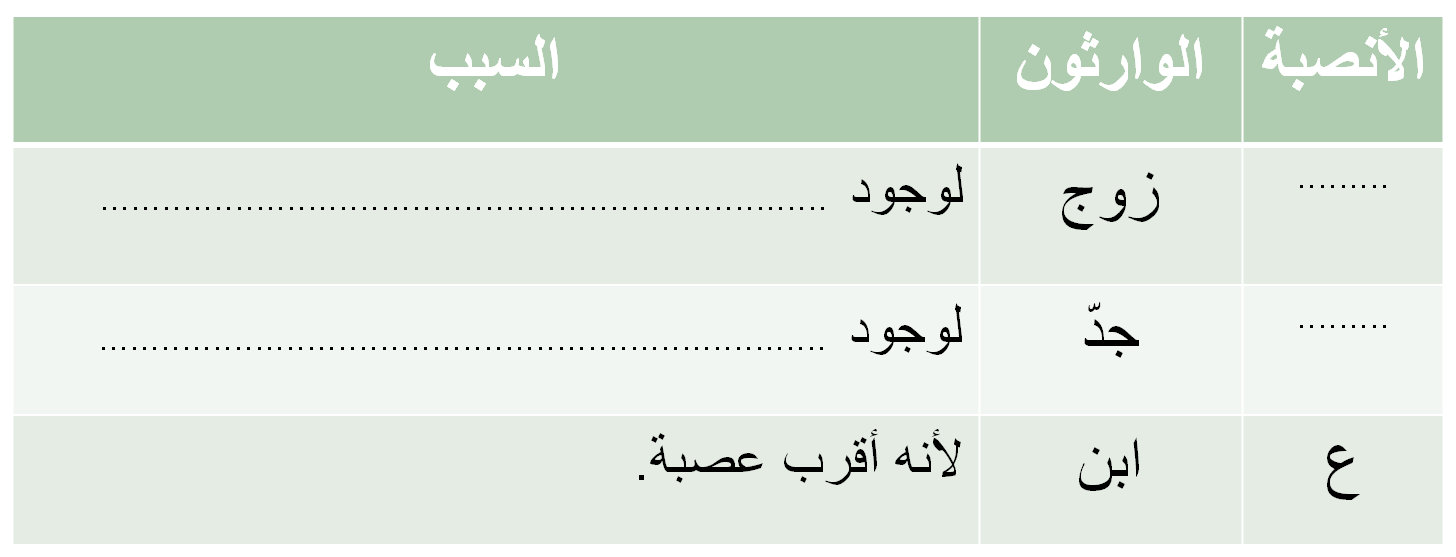 الأنصبة الوارثون السبب
......... زوج لوجود ..............................................................
......... جدّ لوجود ..............................................................
ع ابن لأنه أقرب عصبة.